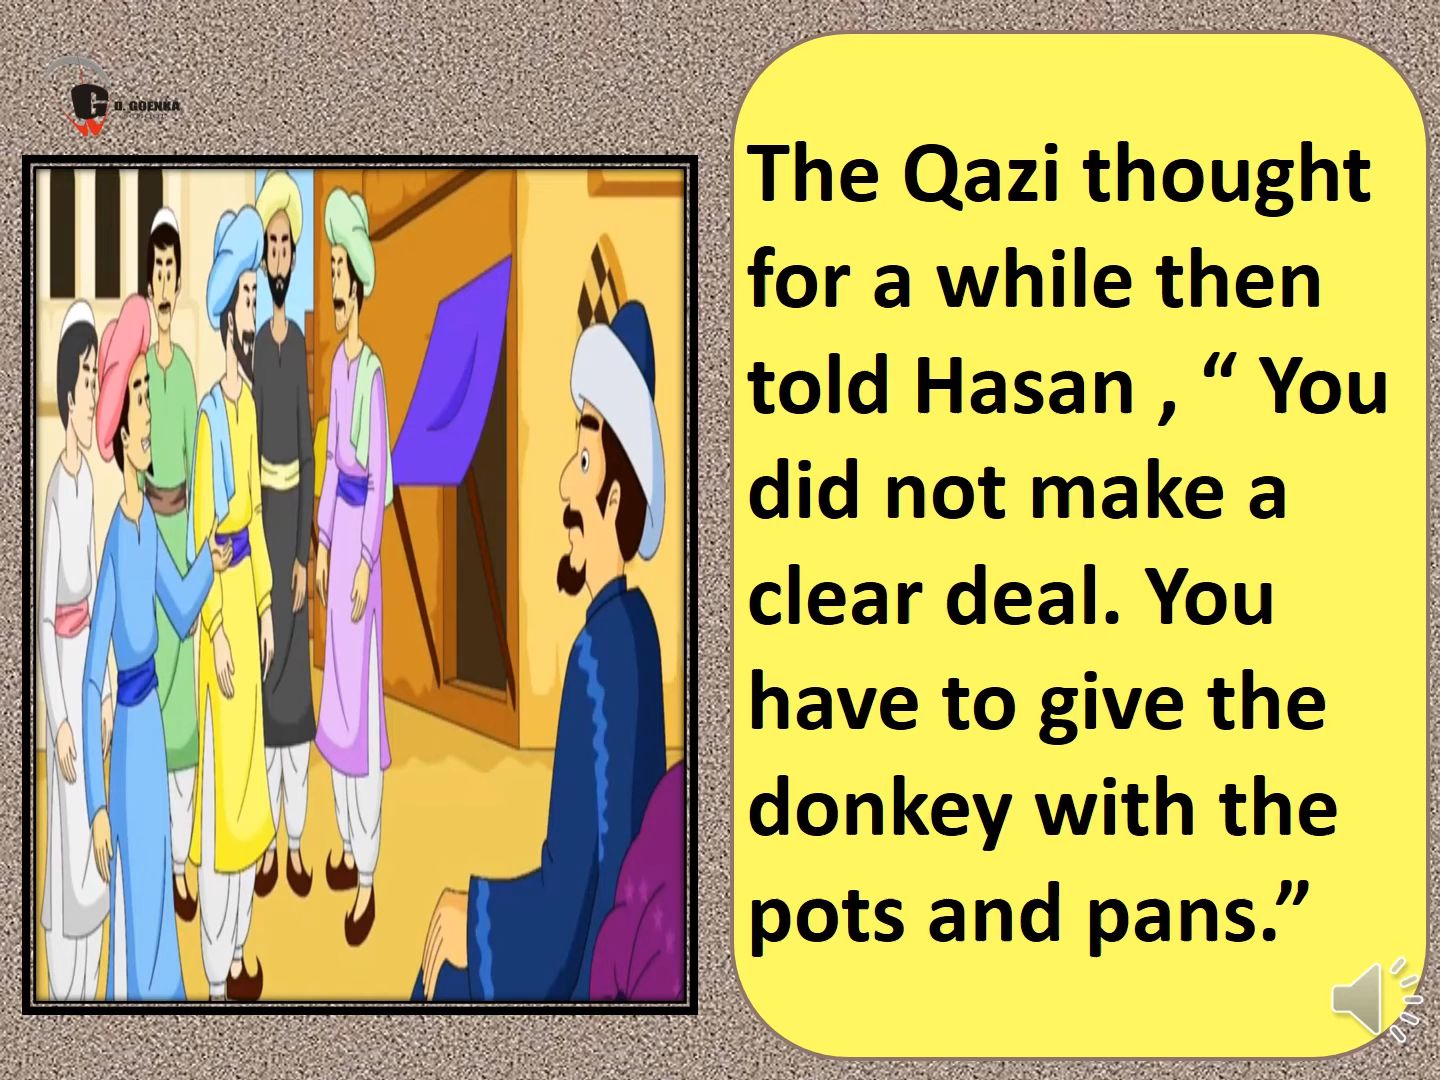 G D. GOENKA
The Qazi thought
for a while then
told Hasan , “ You
did not make a
clear deal. You
have to give the
donkey with the
pots and pans.”